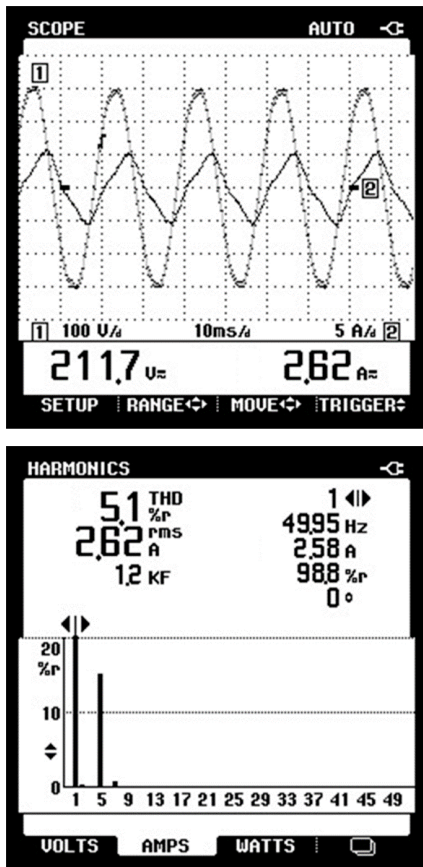 SCOPE AUTO
1
2
1 100 V/d 10ms/d 5 A/d 2
211.7 V≂ 2.62 A≂
SETUP RANGE MOVE TRIGGER
HARMONICS
5.1 THD %r 1
2.62 rms A 49.95 Hz
2.58 A
1.2 KF 98.8 %r
0 °
20
%r
10
0
1 5 9 13 17 21 25 29 33 37 41 45 49
VOLTS AMPS WATTS